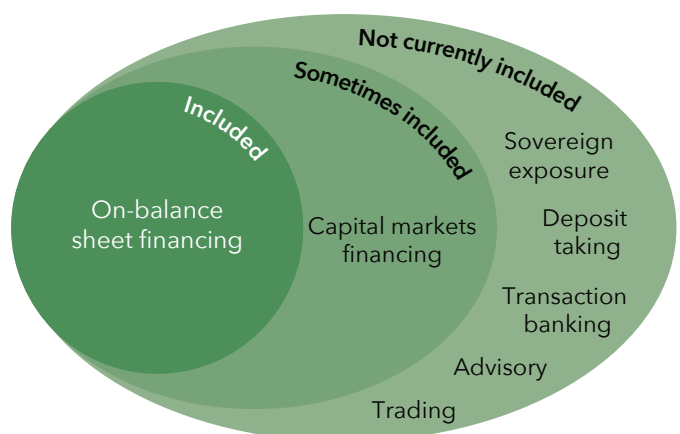 Not currently included
Sometimes included
Included
Sovereign
exposure
On-balance
sheet financing
Capital markets
financing
Deposit
taking
Transaction
banking
Advisory
Trading